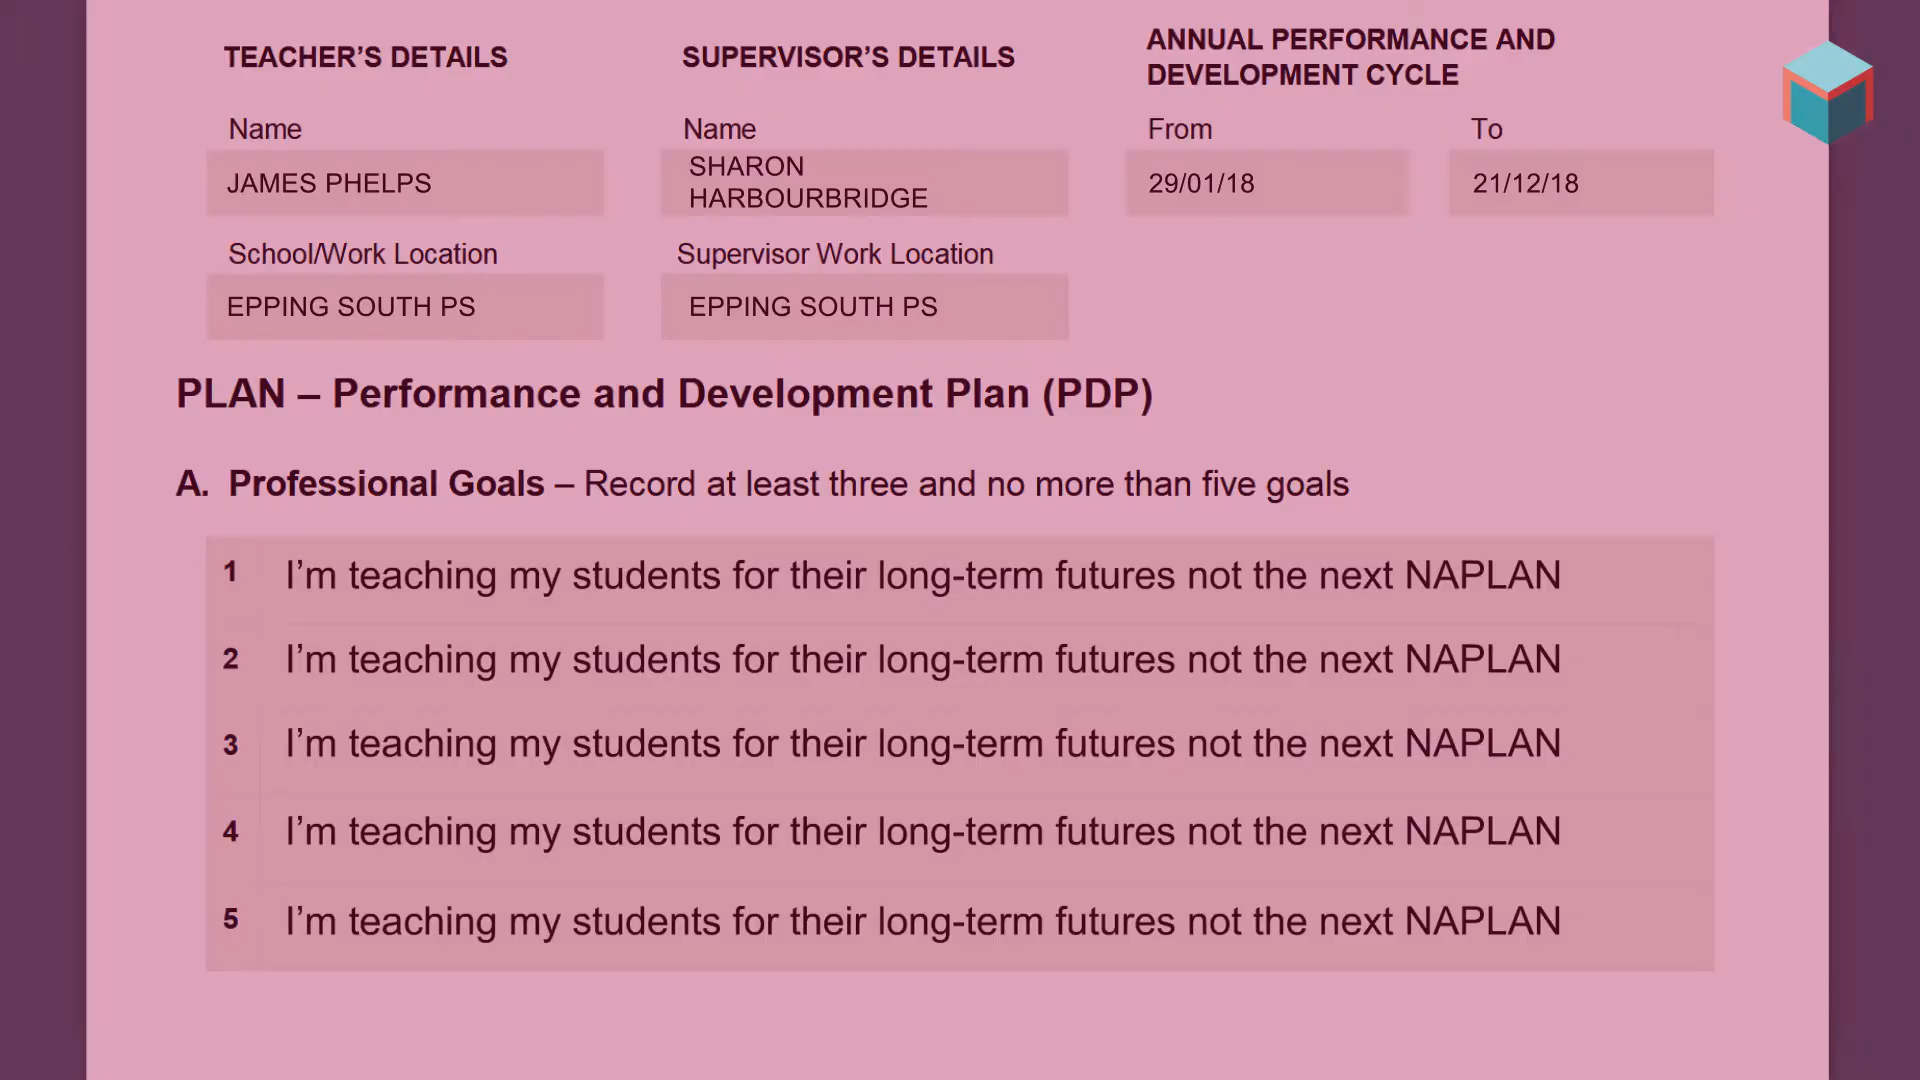 TEACHER’S DETAILS
SUPERVISOR’S DETAILS
ANNUAL PERFORMANCE AND
DEVELOPMENT CYCLE
Name
Name
From
To
JAMES PHELPS
SHARON
HARBOURBRIDGE
29/01/18
21/12/18
School/Work Location
Supervisor Work Location
EPPING SOUTH PS
EPPING SOUTH PS
PLAN – Performance and Development Plan (PDP)
A. Professional Goals – Record at least three and no more than five goals
1 I’m teaching my students for their long-term futures not the next NAPLAN
2 I’m teaching my students for their long-term futures not the next NAPLAN
3 I’m teaching my students for their long-term futures not the next NAPLAN
4 I’m teaching my students for their long-term futures not the next NAPLAN
5 I’m teaching my students for their long-term futures not the next NAPLAN